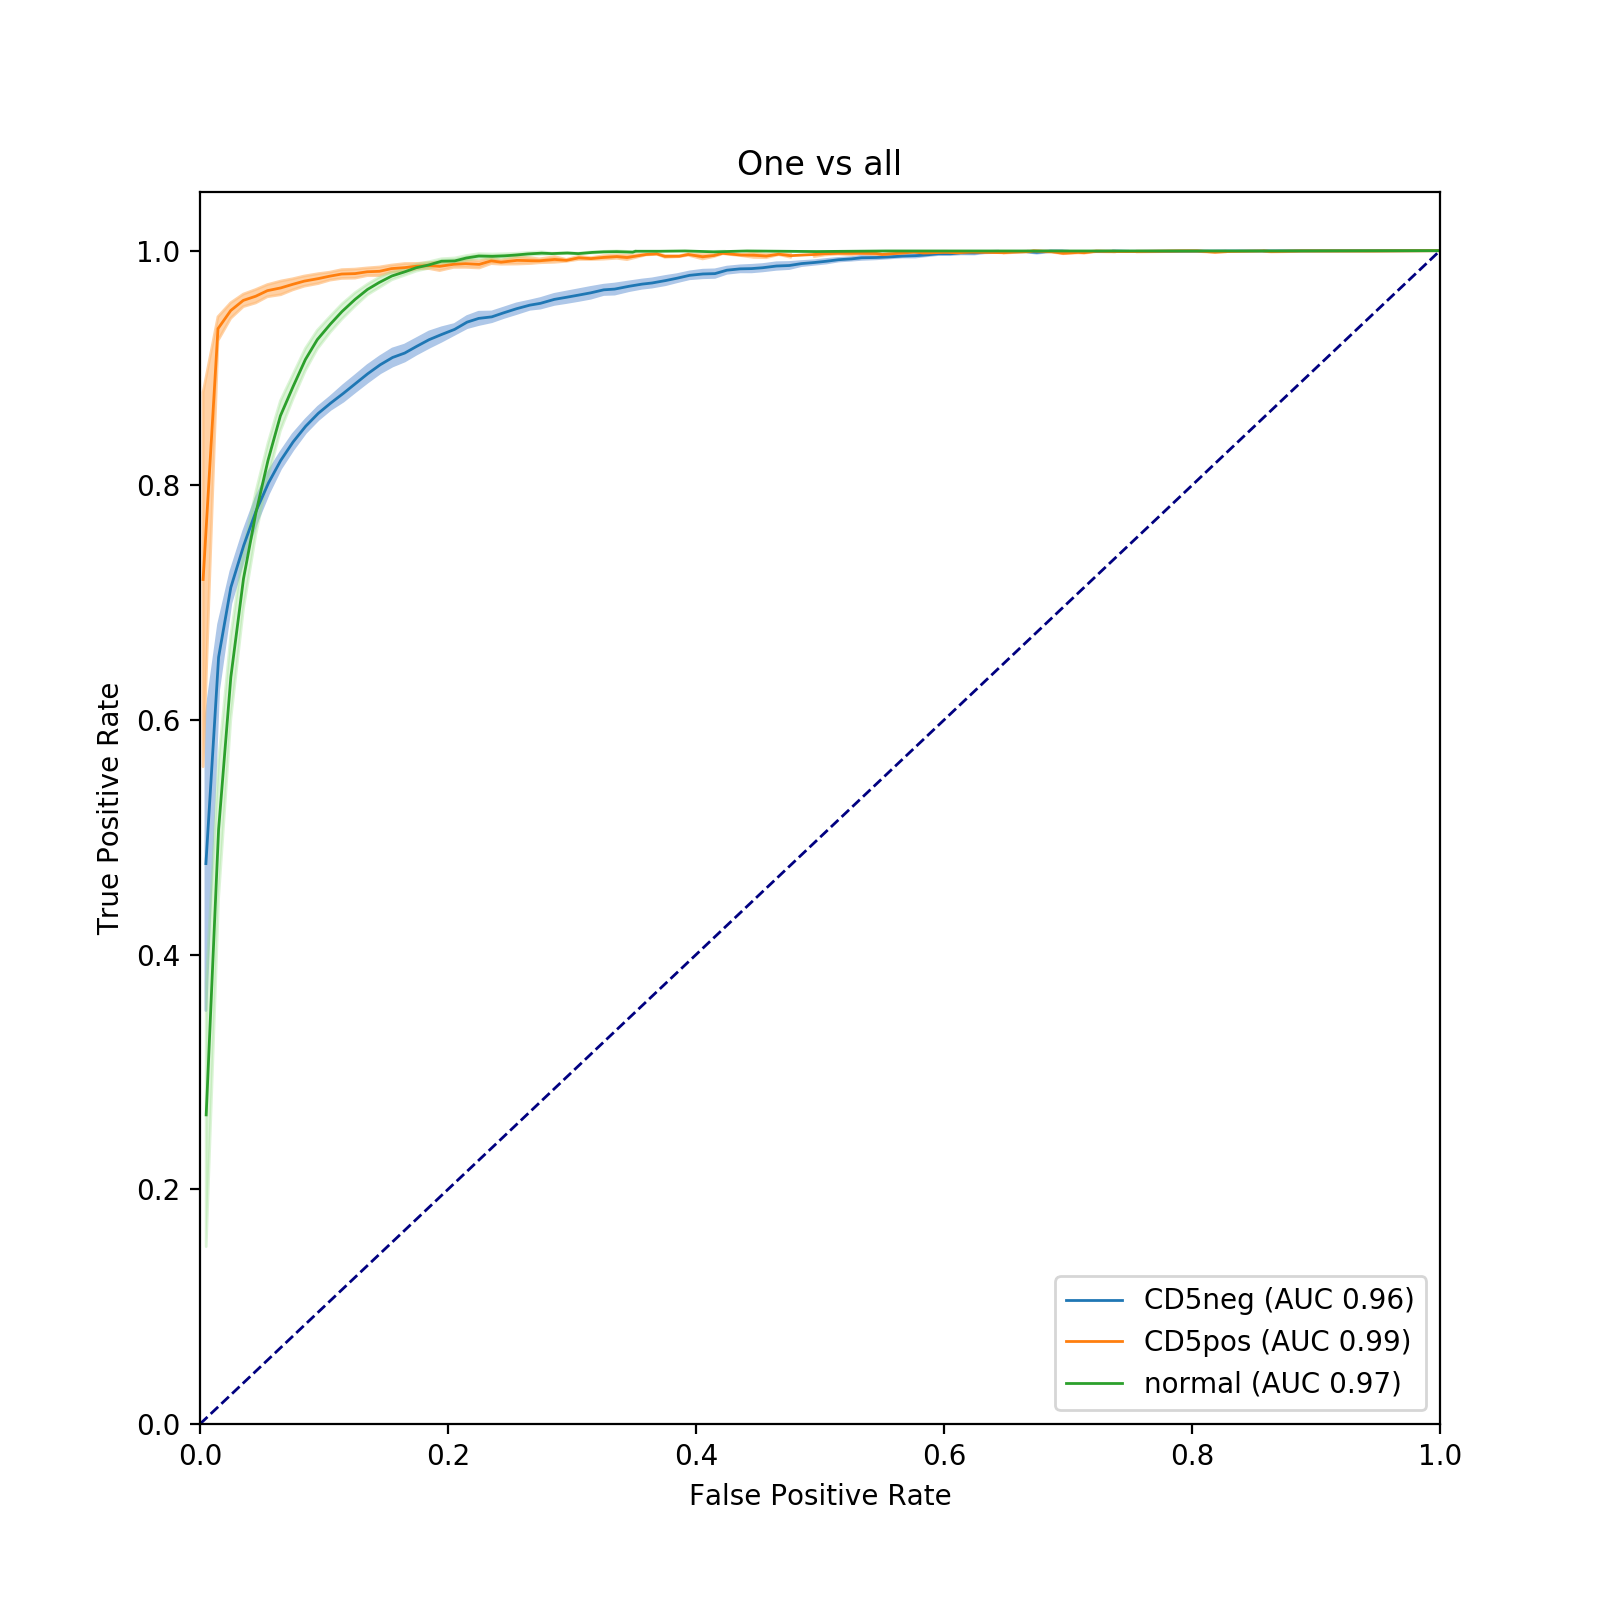 One vs all
1.0
0.8
0.6
0.4
0.2
0.0
True Positive Rate
0.0 0.2 0.4 0.6 0.8 1.0
False Positive Rate
CD5neg (AUC 0.96)
CD5pos (AUC 0.99)
normal (AUC 0.97)